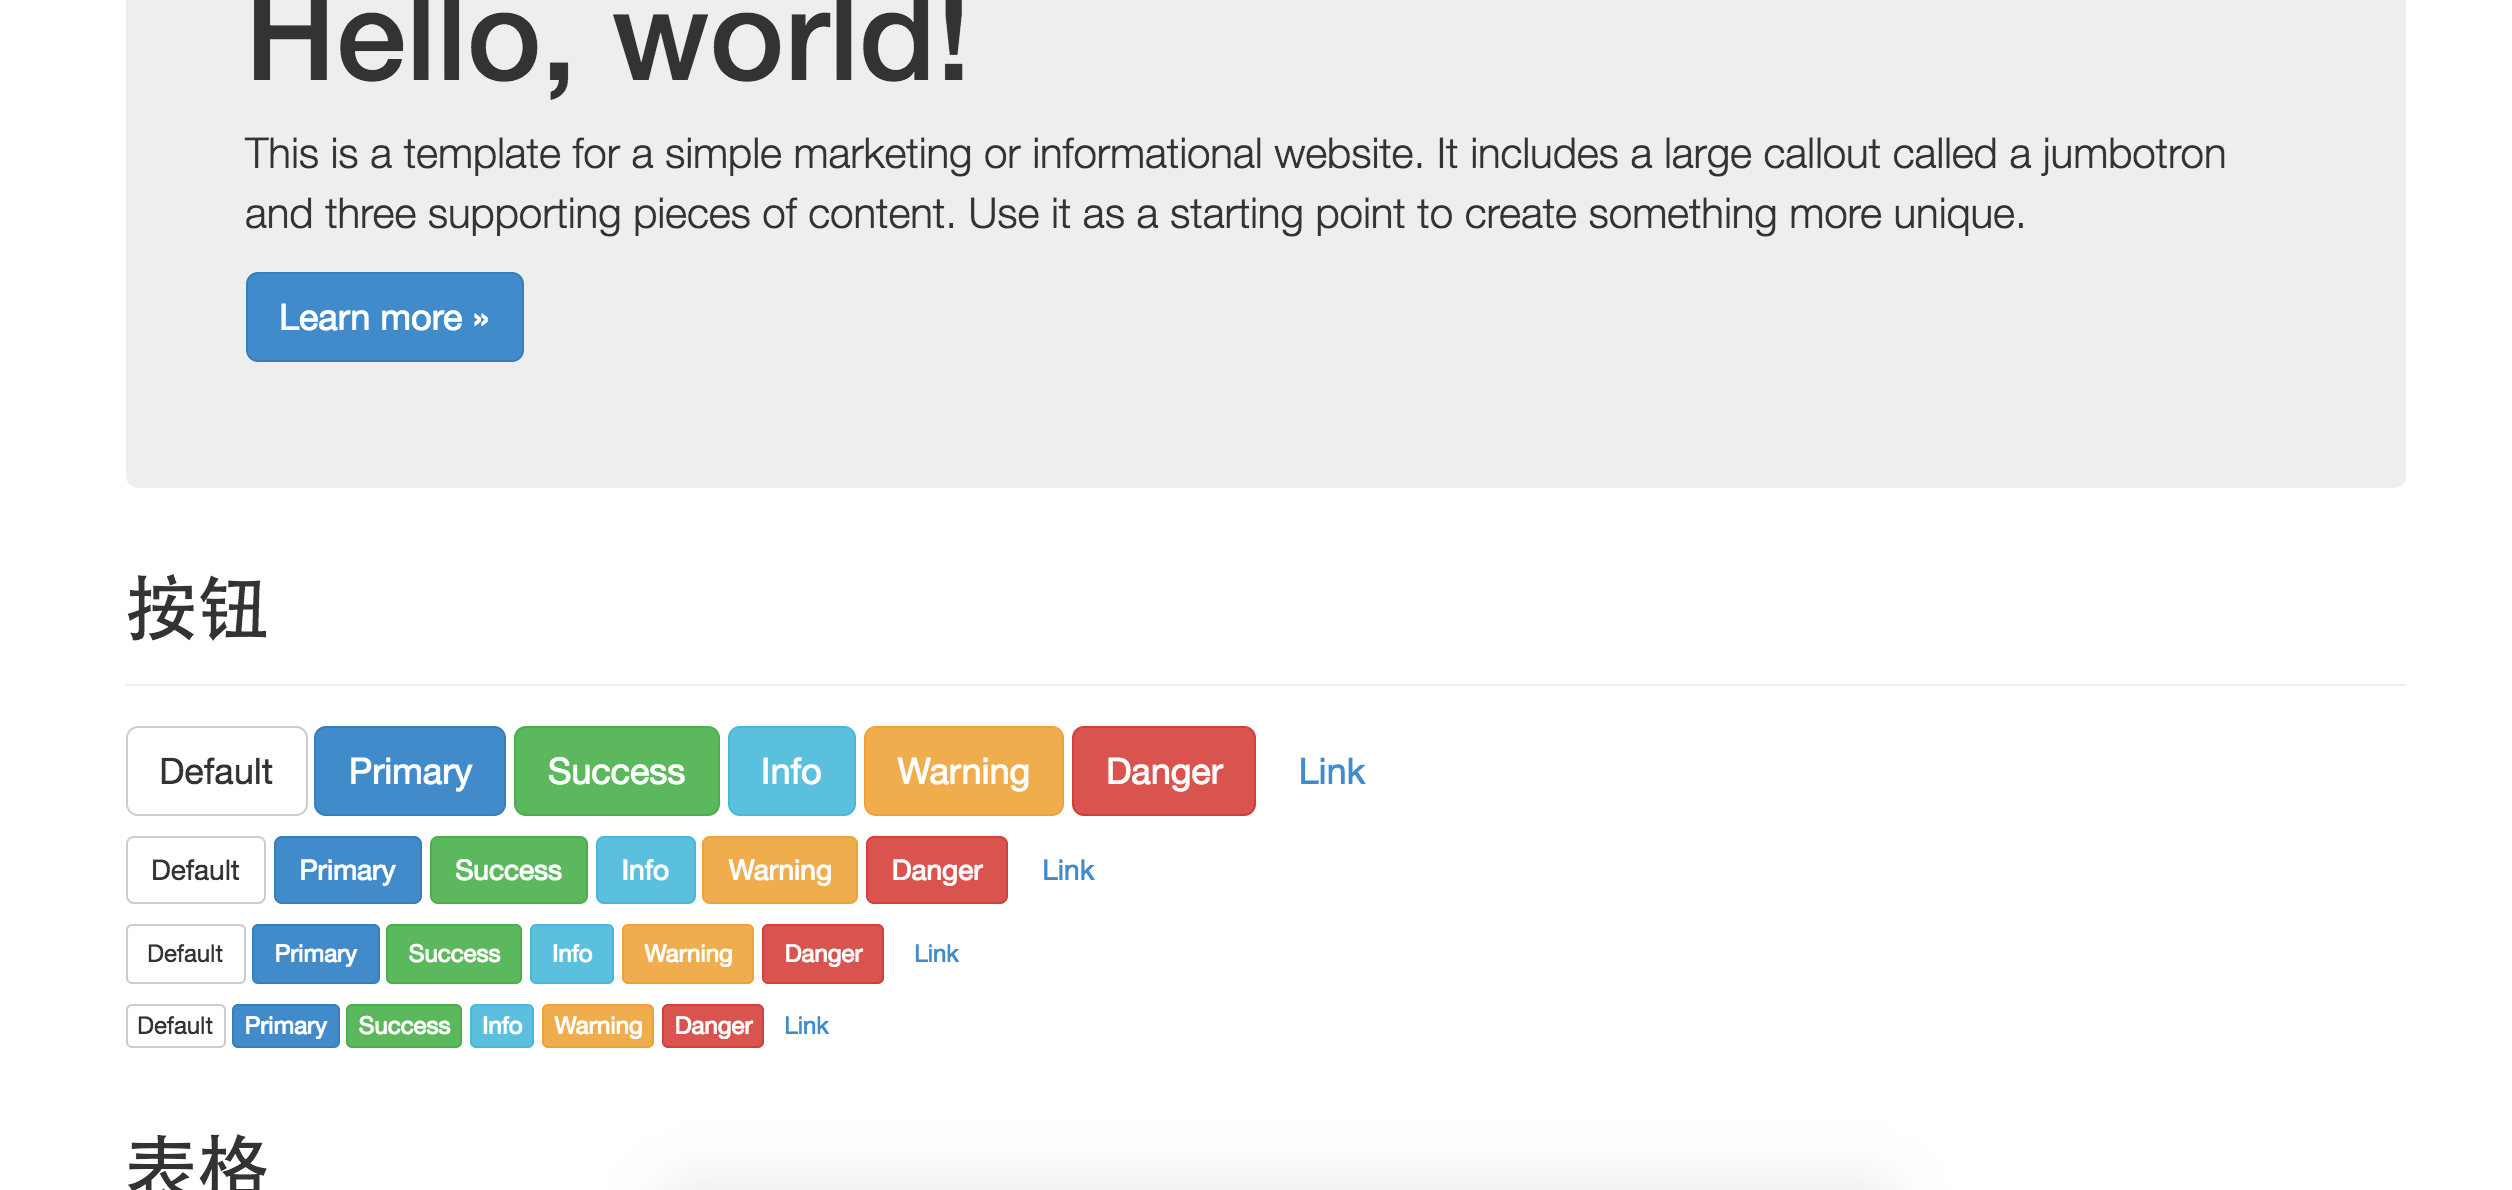 Hello, world!
This is a template for a simple marketing or informational website. It includes a large callout called a jumbotron
and three supporting pieces of content. Use it as a starting point to create something more unique.
Learn more »
按钮
Default Primary Success Info Warning Danger Link
Default Primary Success Info Warning Danger Link
Default Primary Success Info Warning Danger Link
Default Primary Success Info Warning Danger Link
表格